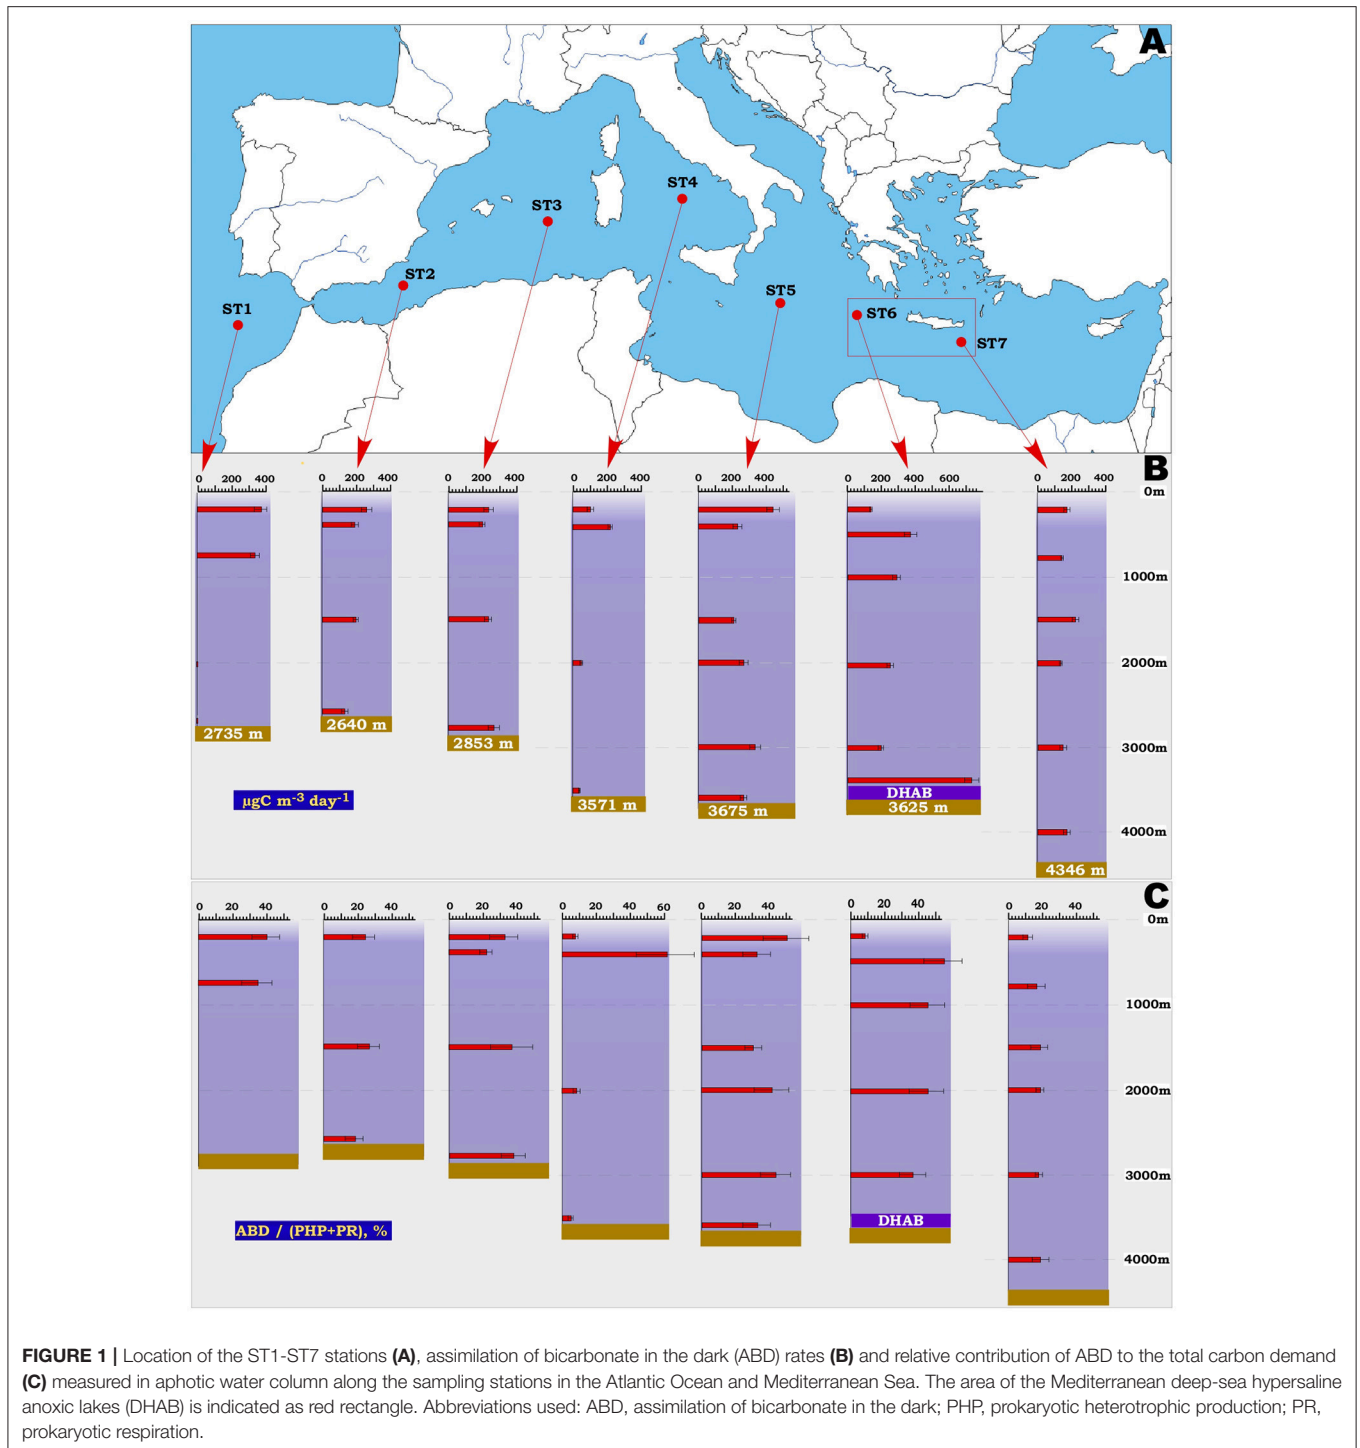 A
ST4
ST3
ST2
ST5
ST1
ST6
ST7
B
200 400
200 400
200 400
0 200 400
0 200 400
0 200 400 600
200 400
0m
1000m
2000m
3000m
4000m
2735 m
2640 m
2853 m
3571 m
3675 m
DHAB
3625 m
4346 m
µgC m-3 day-1
C
0 20 40
0 20 40
0 20 40
0 20 40 60
0 20 40
0 20 40
0 20 40
0m
1000m
2000m
3000m
4000m
DHAB
ABD / (PHP+PR), %
FIGURE 1 | Location of the ST1-ST7 stations (A), assimilation of bicarbonate in the dark (ABD) rates (B) and relative contribution of ABD to the total carbon demand
(C) measured in aphotic water column along the sampling stations in the Atlantic Ocean and Mediterranean Sea. The area of the Mediterranean deep-sea hypersaline
anoxic lakes (DHAB) is indicated as red rectangle. Abbreviations used: ABD, assimilation of bicarbonate in the dark; PHP, prokaryotic heterotrophic production; PR,
prokaryotic respiration.